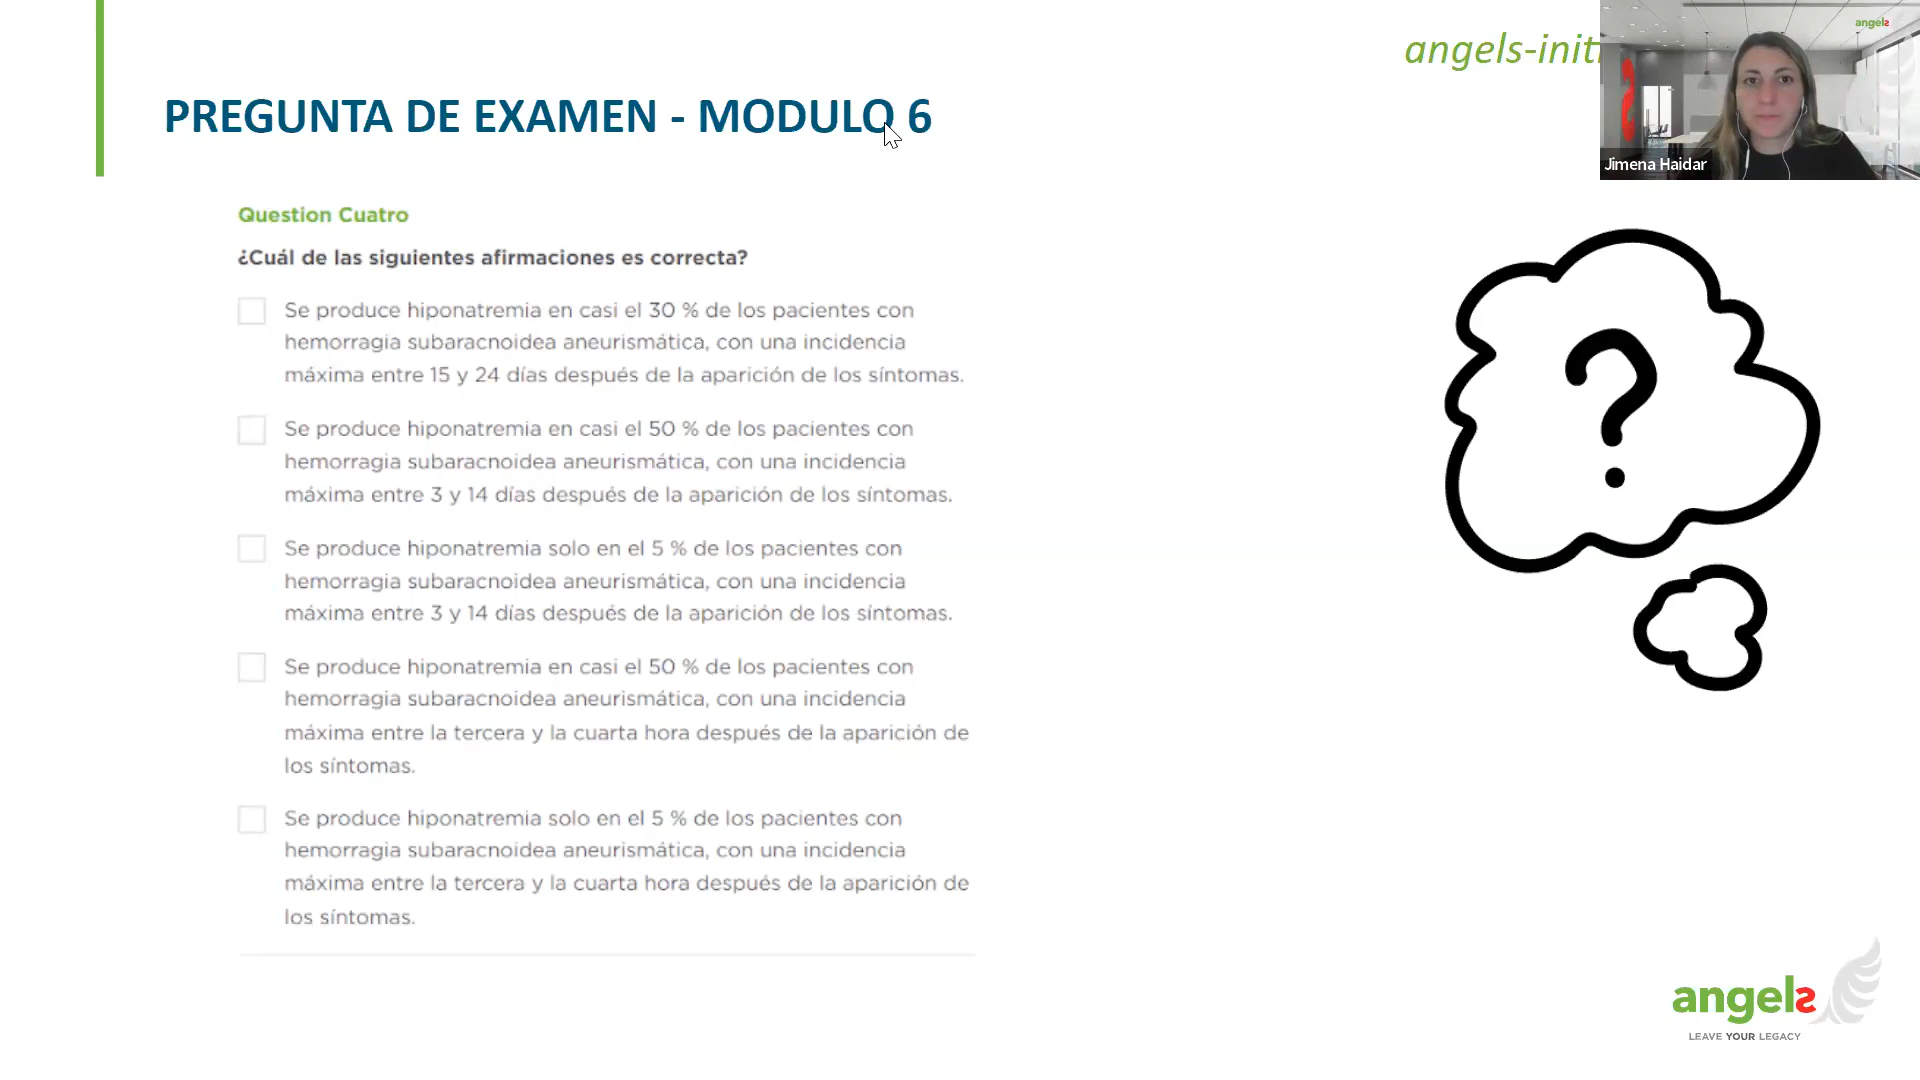 angels-init
angels
PREGUNTA DE EXAMEN - MODULO 6
Jimena Haidar
Question Cuatro
¿Cuál de las siguientes afirmaciones es correcta?
Se produce hiponatremia en casi el 30 % de los pacientes con
hemorragia subaracnoidea aneurismática, con una incidencia
máxima entre 15 y 24 días después de la aparición de los síntomas.
Se produce hiponatremia en casi el 50 % de los pacientes con
hemorragia subaracnoidea aneurismática, con una incidencia
máxima entre 3 y 14 días después de la aparición de los síntomas.
Se produce hiponatremia solo en el 5 % de los pacientes con
hemorragia subaracnoidea aneurismática, con una incidencia
máxima entre 3 y 14 días después de la aparición de los síntomas.
Se produce hiponatremia en casi el 50 % de los pacientes con
hemorragia subaracnoidea aneurismática, con una incidencia
máxima entre la tercera y la cuarta hora después de la aparición de
los síntomas.
Se produce hiponatremia solo en el 5 % de los pacientes con
hemorragia subaracnoidea aneurismática, con una incidencia
máxima entre la tercera y la cuarta hora después de la aparición de
los síntomas.
?
angels
LEAVE YOUR LEGACY